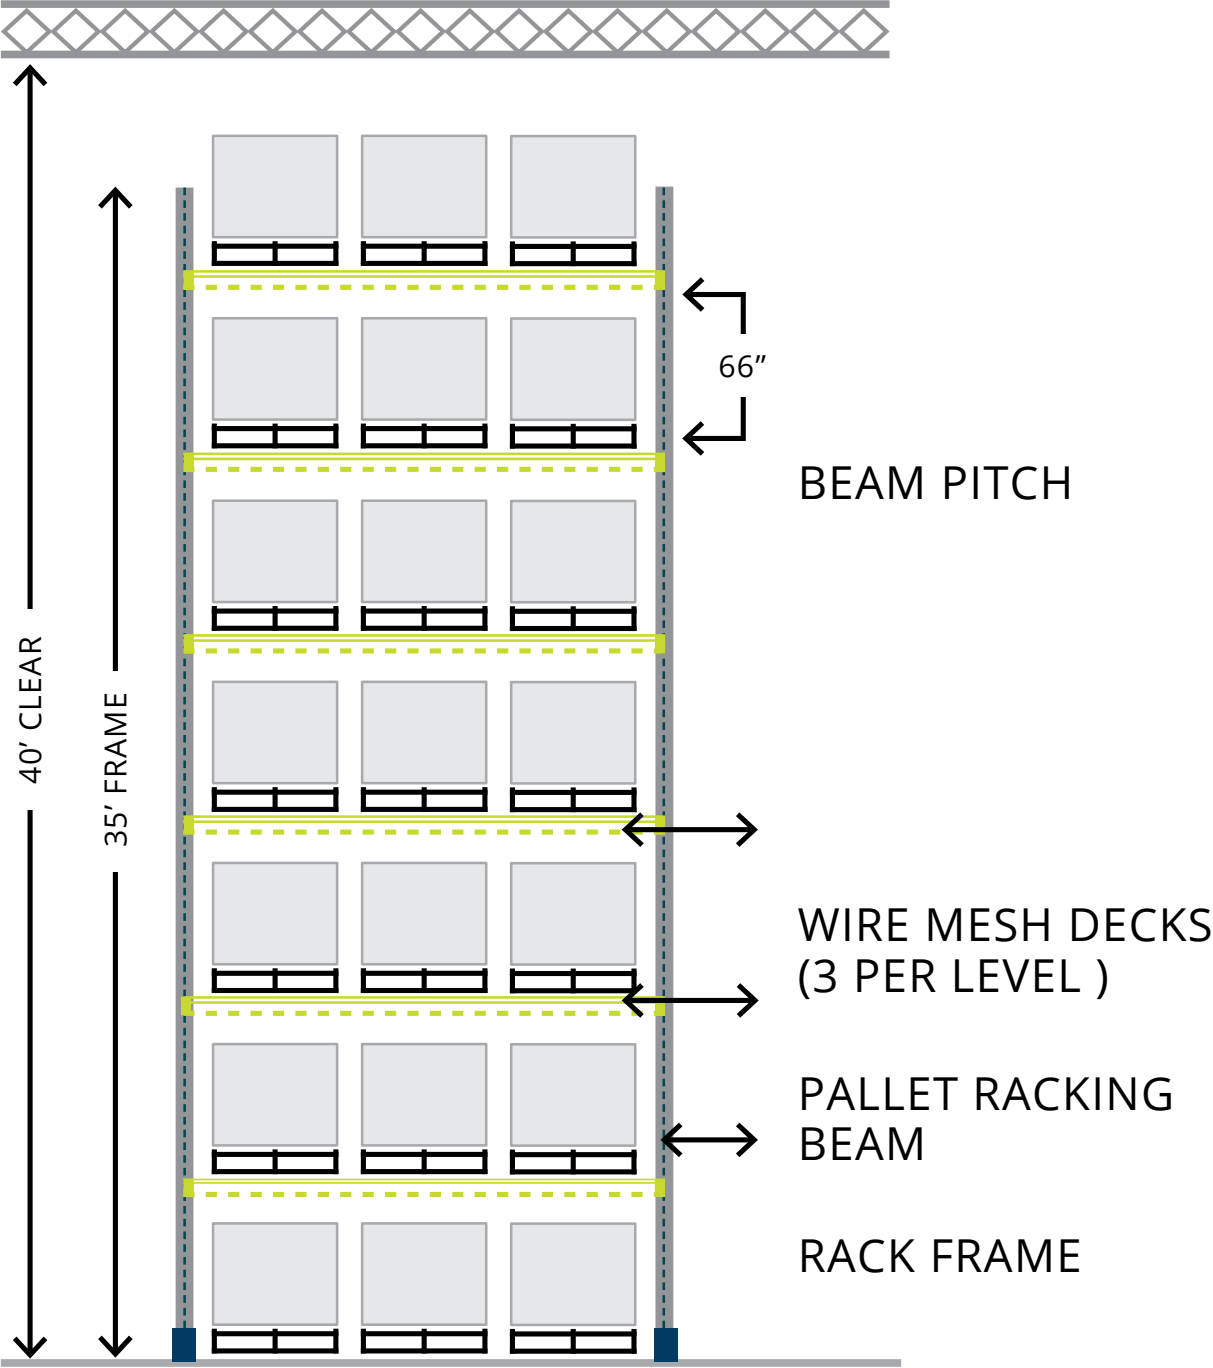 40’ CLEAR
35’ FRAME
66”
BEAM PITCH
WIRE MESH DECKS
(3 PER LEVEL )
PALLET RACKING
BEAM
RACK FRAME